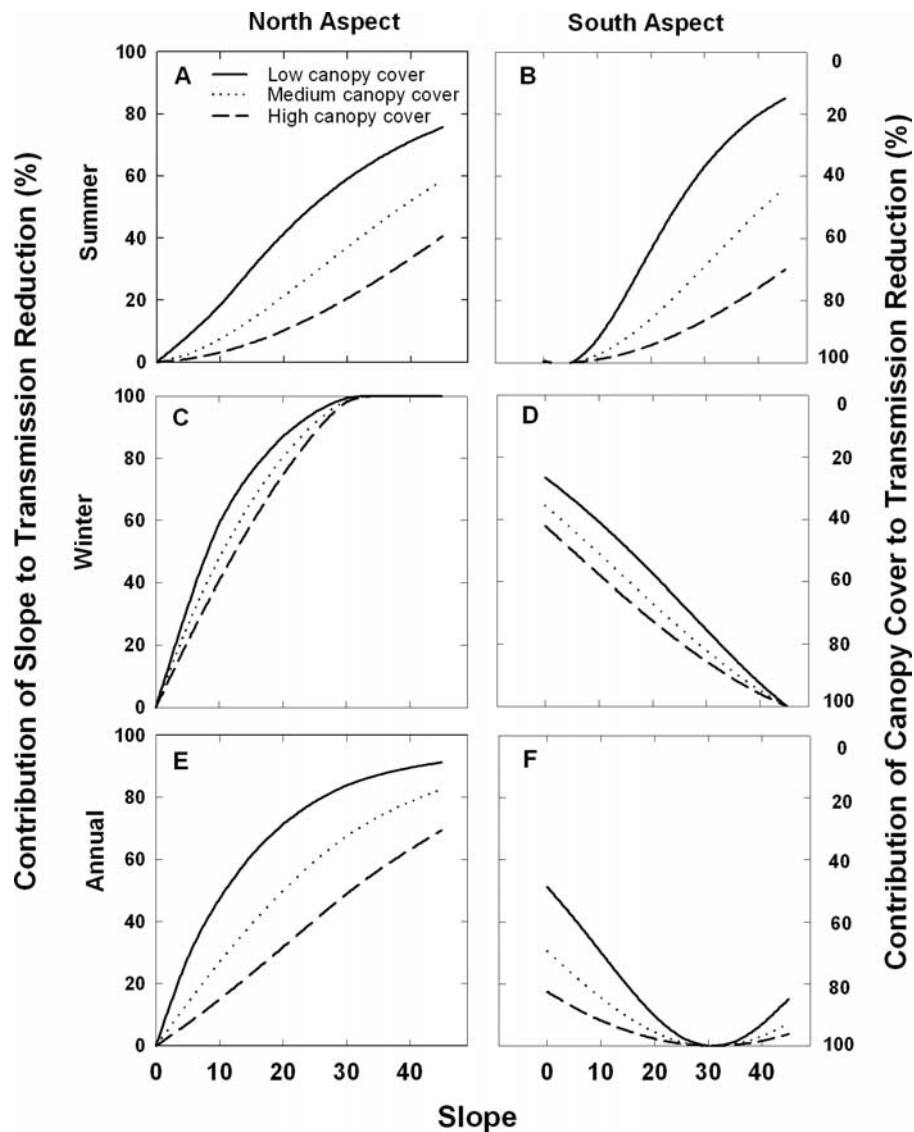 North Aspect
South Aspect
Contribution of Slope to Transmission Reduction (%)
Contribution of Canopy Cover to Transmission Reduction (%)
Summer
100
80
60
40
20
0
A
Low canopy cover
Medium canopy cover
High canopy cover
B
0
20
40
60
80
100
Winter
100
80
60
40
20
0
C
D
0
20
40
60
80
100
Annual
100
80
60
40
20
0
E
F
0
20
40
60
80
100
0 10 20 30 40
0 10 20 30 40
Slope